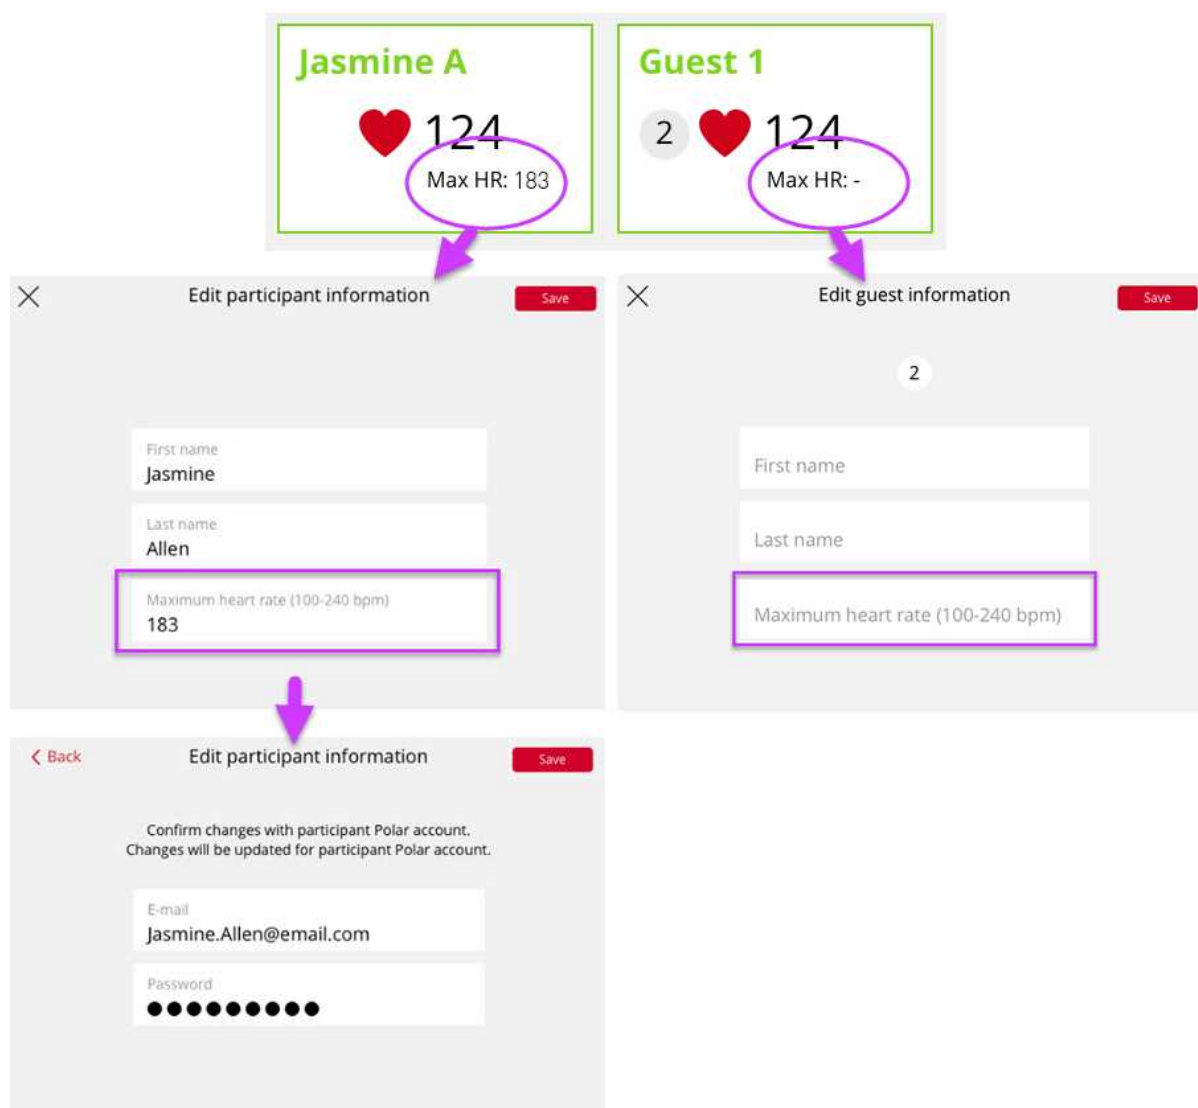 Jasmine A
124
Max HR: 183
Guest 1
2 124
Max HR: -
Edit participant information
Save
First name
Jasmine
Last name
Allen
Maximum heart rate (100-240 bpm)
183
Edit guest information
Save
2
First name
Last name
Maximum heart rate (100-240 bpm)
Back
Edit participant information
Save
Confirm changes with participant Polar account.
Changes will be updated for participant Polar account.
E-mail
Jasmine.Allen@email.com
Password
●●●●●●●●●